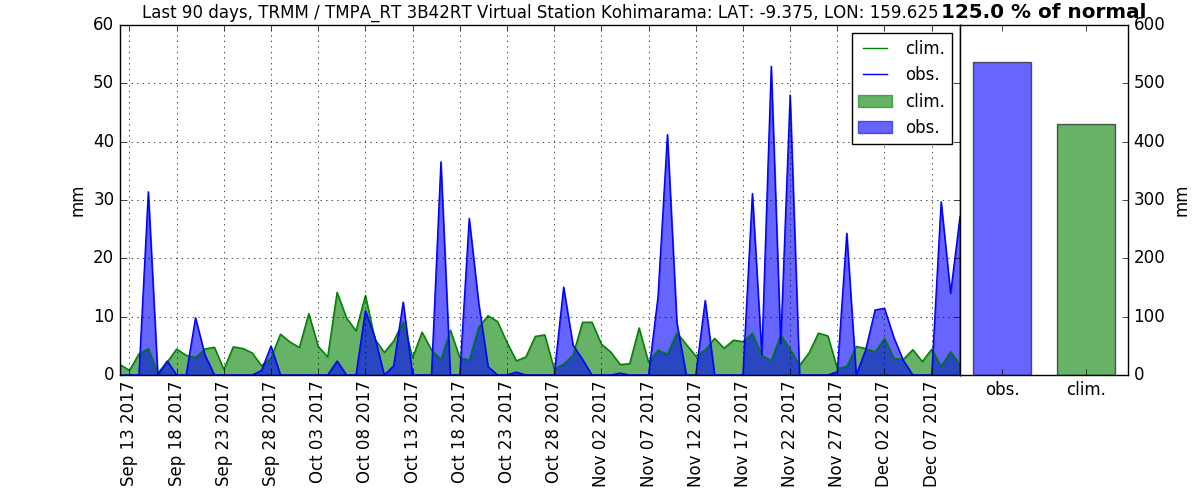 Last 90 days, TRMM / TMPA_RT 3B42RT Virtual Station Kohimarama: LAT: -9.375, LON: 159.625 125.0 % of normal
60
50
40
30
20
10
0
mm
clim.
obs.
clim.
obs.
600
500
400
300
200
100
0
mm
Sep 13 2017
Sep 18 2017
Sep 23 2017
Sep 28 2017
Oct 03 2017
Oct 08 2017
Oct 13 2017
Oct 18 2017
Oct 23 2017
Oct 28 2017
Nov 02 2017
Nov 07 2017
Nov 12 2017
Nov 17 2017
Nov 22 2017
Nov 27 2017
Dec 02 2017
Dec 07 2017
obs.
clim.